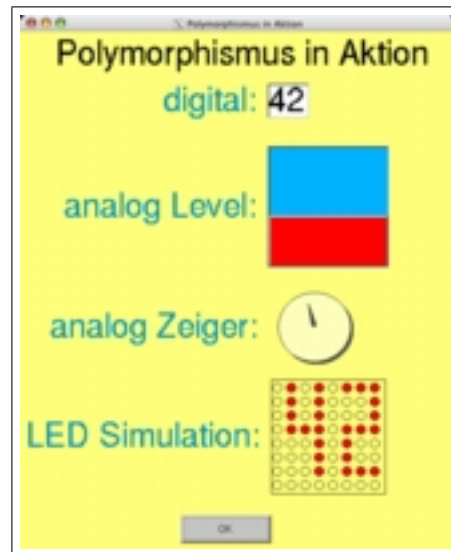 Polymorphismus in Aktion
Polymorphismus in Aktion
digital: 42
analog Level:
analog Zeiger:
LED Simulation:
OK